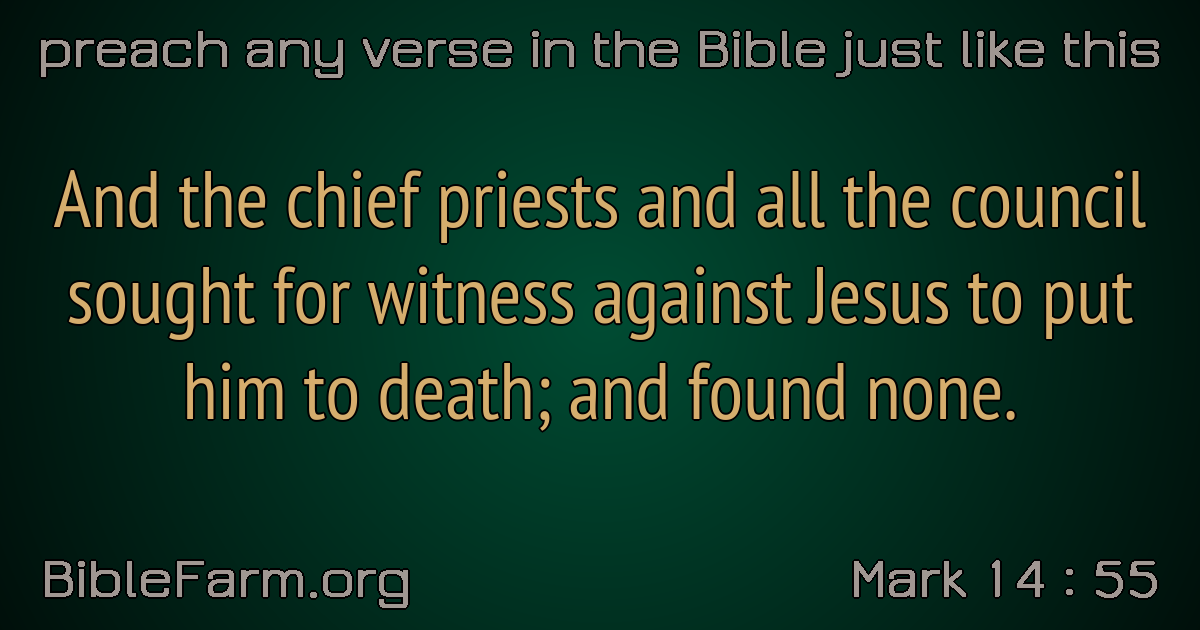 preach any verse in the Bible just like this
And the chief priests and all the council
sought for witness against Jesus to put
him to death; and found none.
BibleFarm.org
Mark 14 : 55